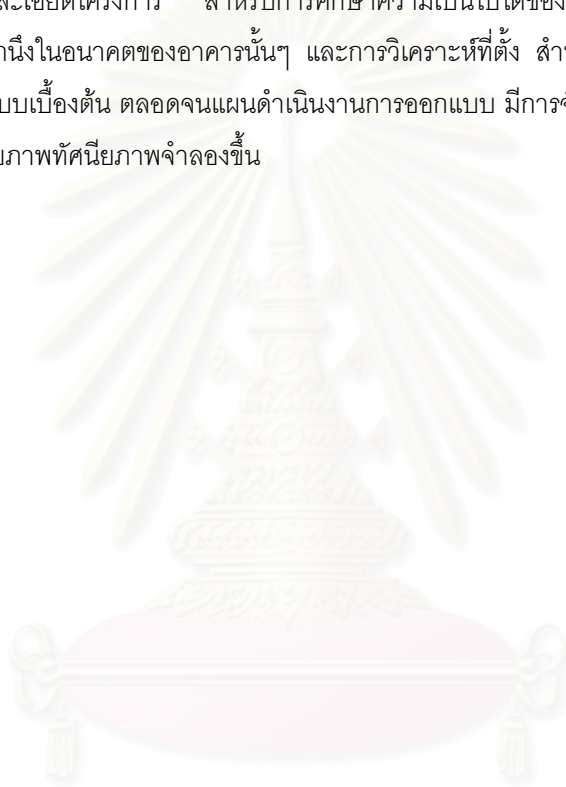 ละเอียดโครงการ สำหรับการศึกษาความเป็นไปได้ของ
นึงในอนาคตของอาคารนั้นๆ และการวิเคราะห์ที่ตั้ง
บบเบื้องต้น ตลอดจนแผนดำเนินงานการออกแบบ มีการ
ภาพทัศนียภาพจำลองขึ้น